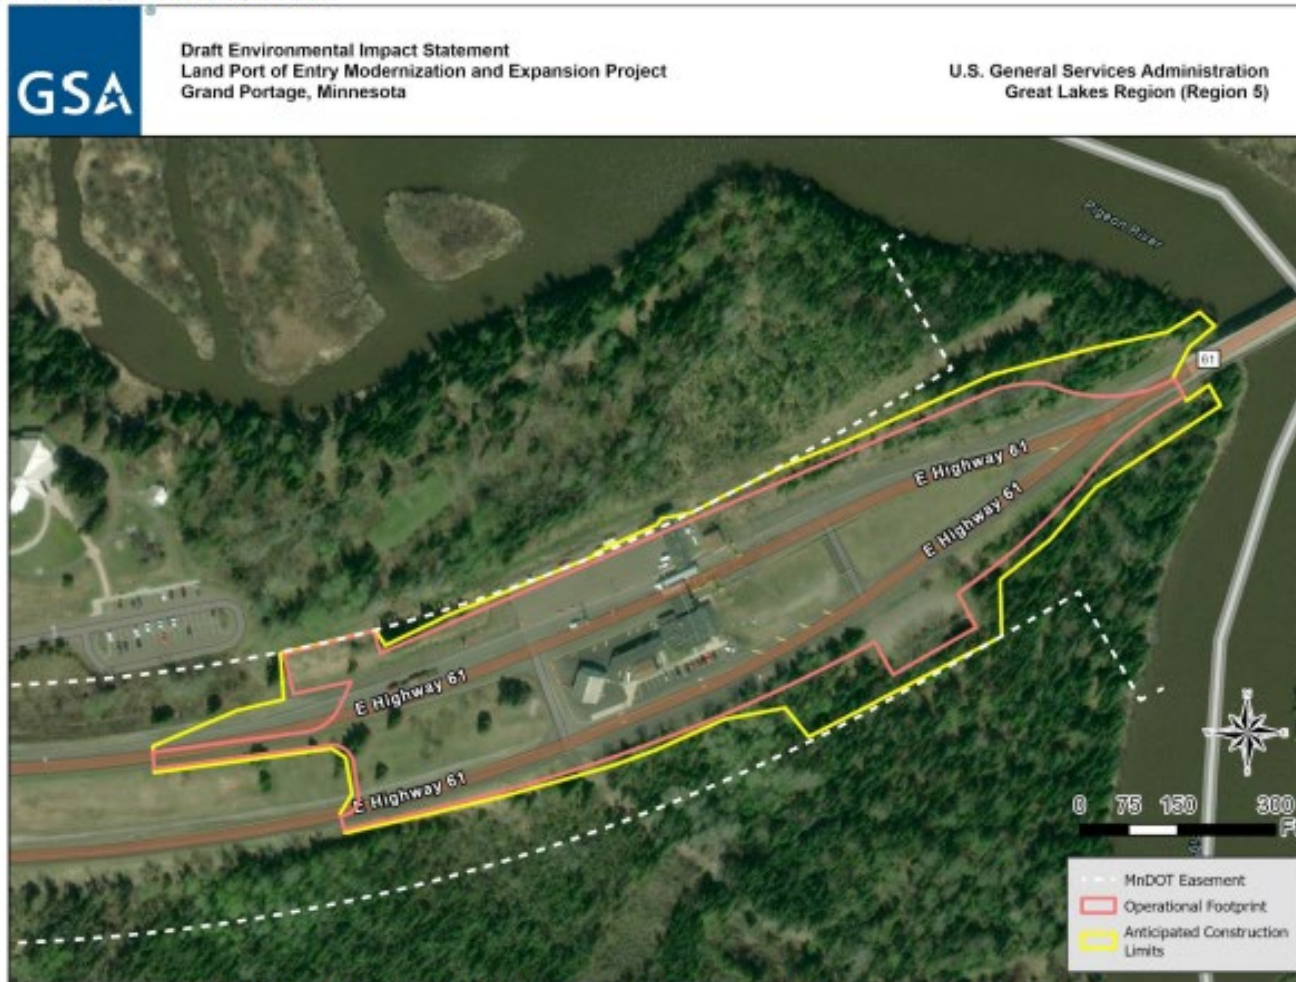 GSA
®
Draft Environmental Impact Statement
Land Port of Entry Modernization and Expansion Project
Grand Portage, Minnesota
U.S. General Services Administration
Great Lakes Region (Region 5)
Pigeon River
61
E Highway 61
E Highway 61
E Highway 61
E Highway 61
0 75 150 300
MnDOT Easement
Operational Footprint
Anticipated Construction
Limits